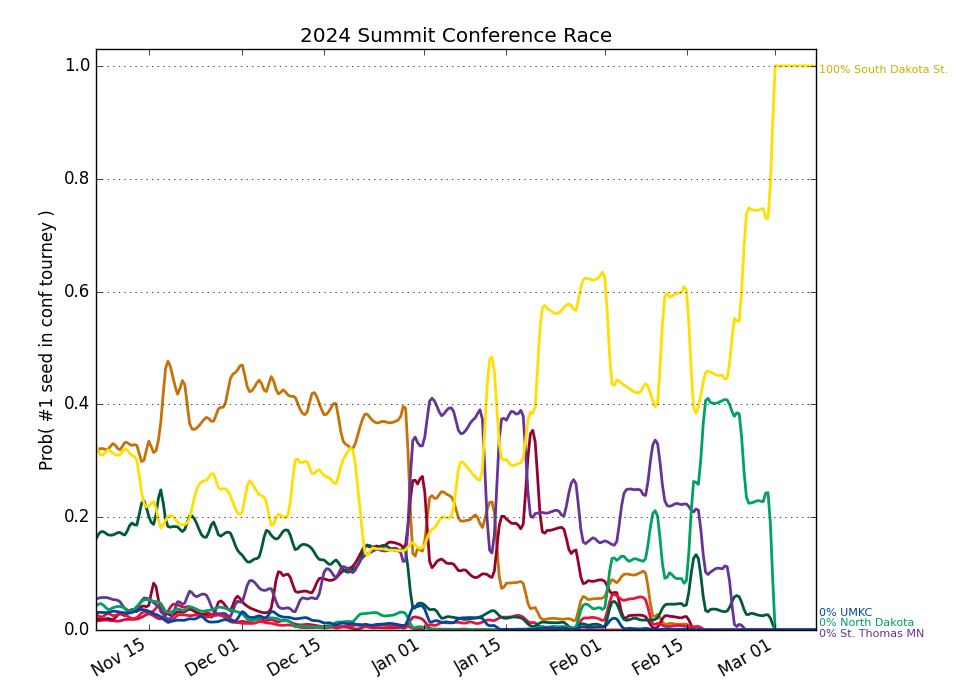 2024 Summit Conference Race
Prob( #1 seed in conf tourney )
1.0
0.8
0.6
0.4
0.2
0.0
Nov 15
Dec 01
Dec 15
Jan 01
Jan 15
Feb 01
Feb 15
Mar 01
100% South Dakota St.
0% UMKC
0% North Dakota
0% St. Thomas MN